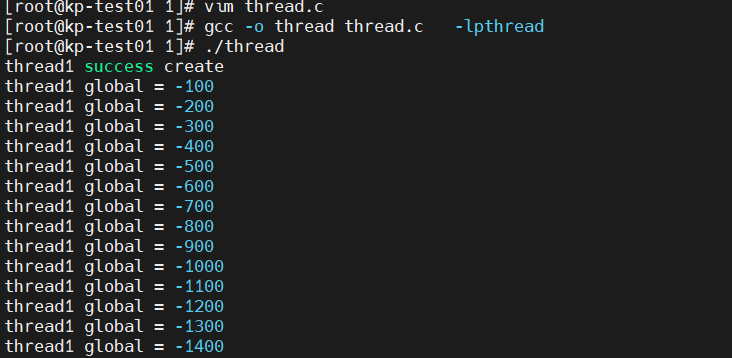 [root@kp-test01 1]# vim thread.c
[root@kp-test01 1]# gcc -o thread thread.c   -lpthread
[root@kp-test01 1]# ./thread
thread1 success create
thread1 global = -100
thread1 global = -200
thread1 global = -300
thread1 global = -400
thread1 global = -500
thread1 global = -600
thread1 global = -700
thread1 global = -800
thread1 global = -900
thread1 global = -1000
thread1 global = -1100
thread1 global = -1200
thread1 global = -1300
thread1 global = -1400